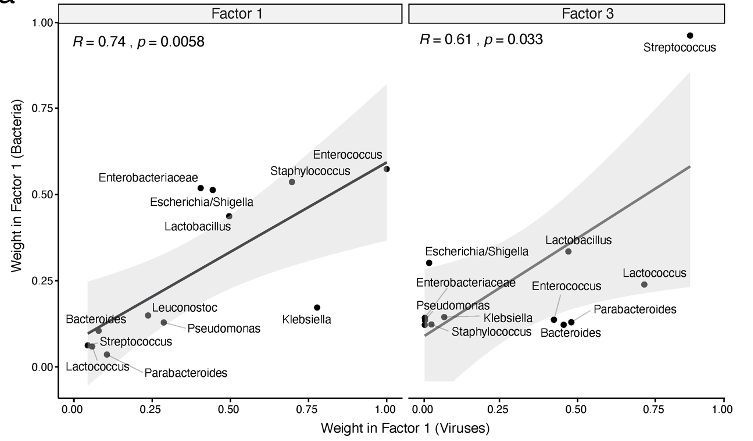 a
Factor 1
Factor 3
R = 0.74 , p = 0.0058
R = 0.61 , p = 0.033
1.00
0.75
0.50
0.25
0.00
Weight in Factor 1 (Bacteria)
Enterococcus
Staphylococcus
Enterobacteriaceae
Escherichia/Shigella
Lactobacillus
Leuconostoc
Bacteroides
Pseudomonas
Klebsiella
Streptococcus
Lactococcus
Parabacteroides
Streptococcus
Lactobacillus
Escherichia/Shigella
Lactococcus
Enterobacteriaceae
Enterococcus
Pseudomonas
Klebsiella
Parabacteroides
Staphylococcus
Bacteroides
0.00 0.25 0.50 0.75 1.00
0.00 0.25 0.50 0.75 1.00
Weight in Factor 1 (Viruses)